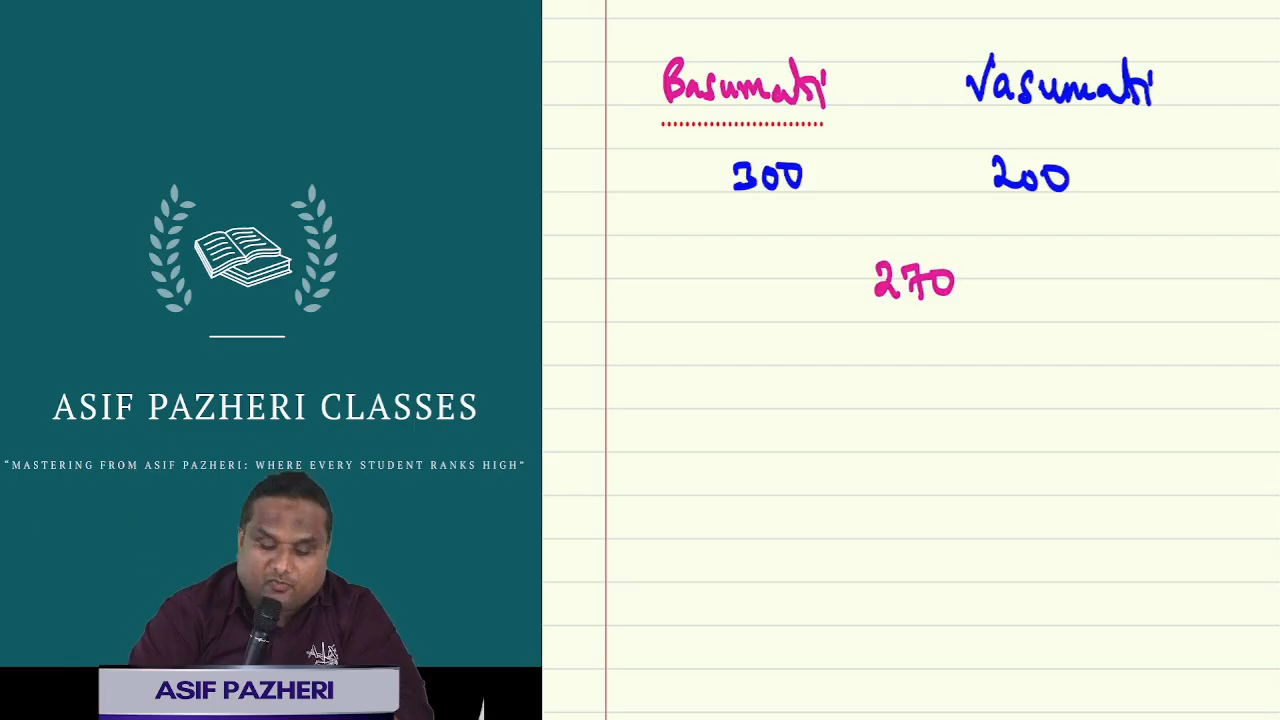 ASIF PAZHERI CLASSES
"MASTERING FROM ASIF PAZHERI: WHERE EVERY STUDENT RANKS HIGH"
ASIF PAZHERI
Basumati Vasumati
300 200
270